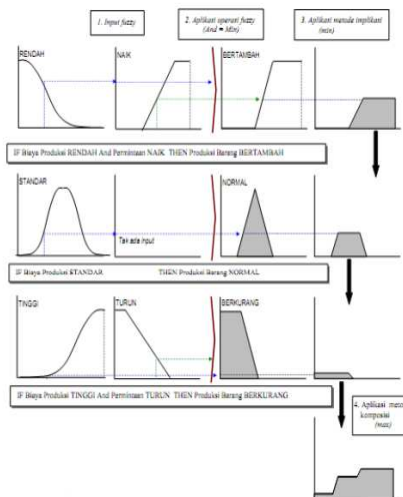 1. Input fuzzy
2. Aplikasi operasi fuzzy
(And = Min)
3. Aplikasi metode implikasi
(min)
RENDAH
NAIK
BERTAMBAH
IF Biaya Produksi RENDAH And Permintaan NAIK THEN Produksi Barang BERTAMBAH
STANDAR
NORMAL
Tak ada input
IF Biaya Produksi STANDAR THEN Produksi Barang NORMAL
TINGGI
TURUN
BERKURANG
IF Biaya Produksi TINGGI And Permintaan TURUN THEN Produksi Barang BERKURANG
4. Aplikasi
komposisi
(max)